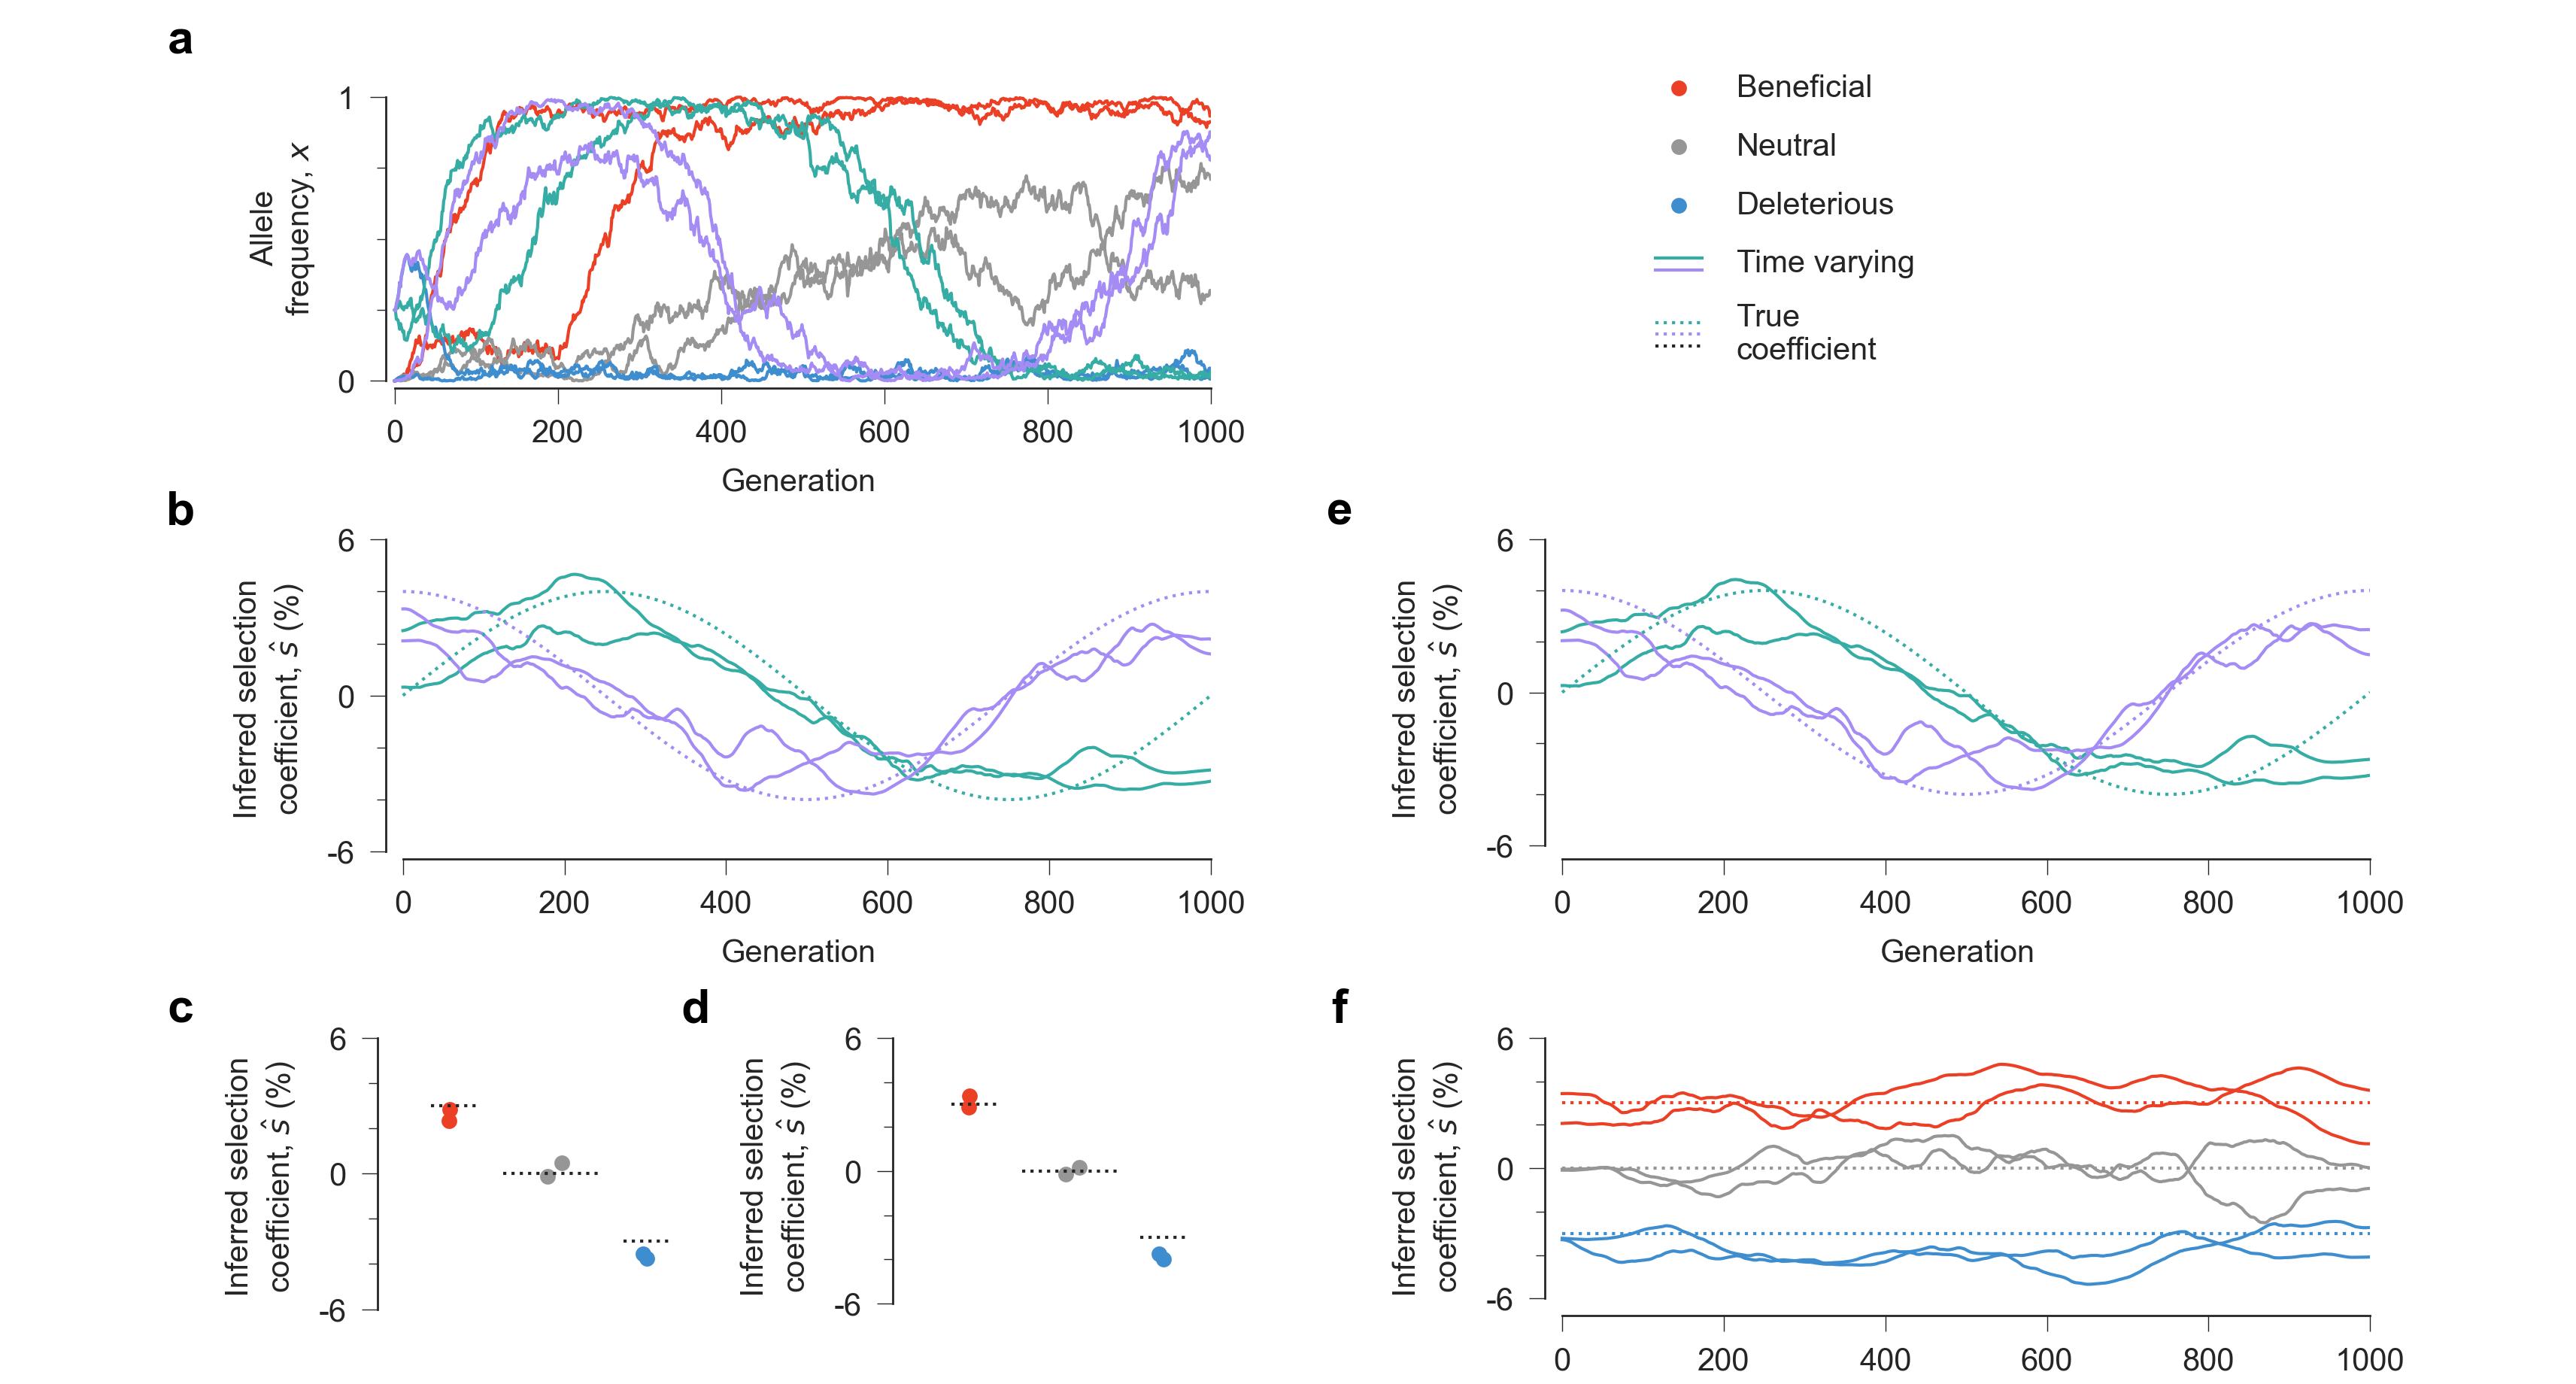 a
1
0
Allele
frequency, x
0 200 400 600 800 1000
Generation
Beneficial
Neutral
Deleterious
Time varying
True
coefficient
b
6
0
-6
Inferred selection
coefficient, ŝ (%)
0 200 400 600 800 1000
Generation
e
6
0
-6
Inferred selection
coefficient, ŝ (%)
0 200 400 600 800 1000
Generation
c
6
0
-6
Inferred selection
coefficient, ŝ (%)
d
6
0
-6
Inferred selection
coefficient, ŝ (%)
f
6
0
-6
Inferred selection
coefficient, ŝ (%)
0 200 400 600 800 1000